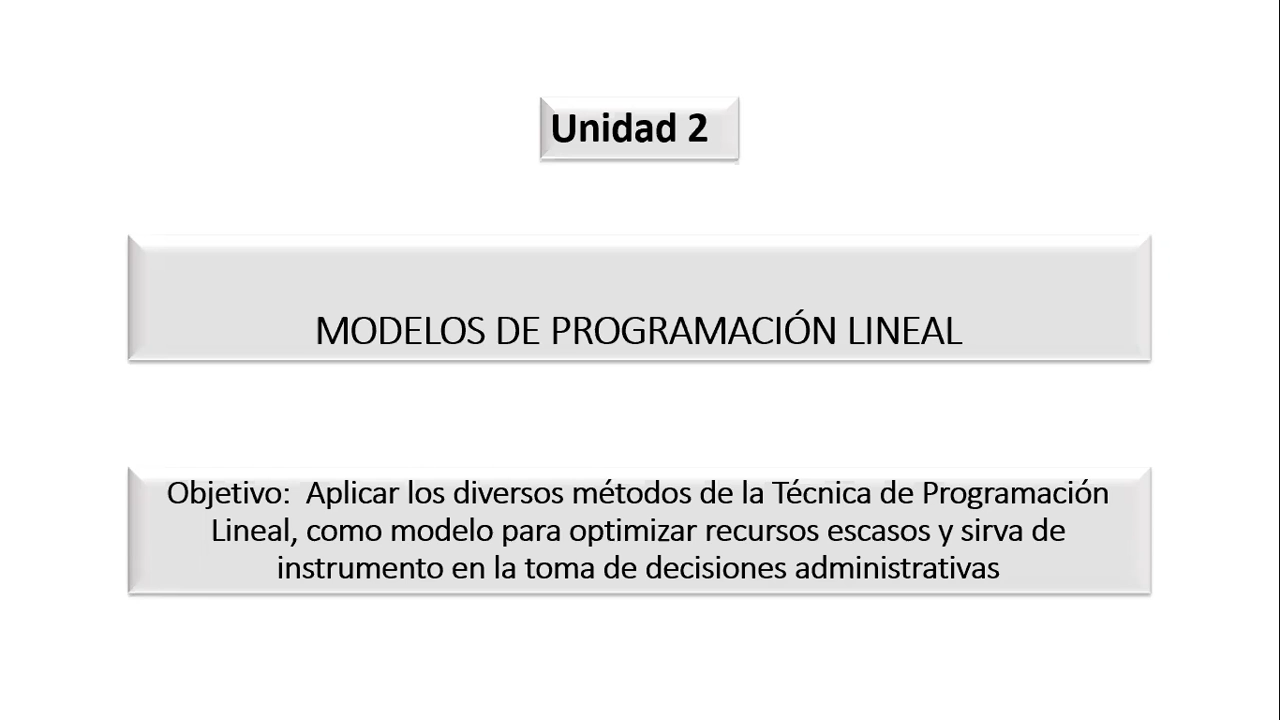 Unidad 2
MODELOS DE PROGRAMACIÓN LINEAL
Objetivo:  Aplicar los diversos métodos de la Técnica de Programación
Lineal, como modelo para optimizar recursos escasos y sirva de
instrumento en la toma de decisiones administrativas